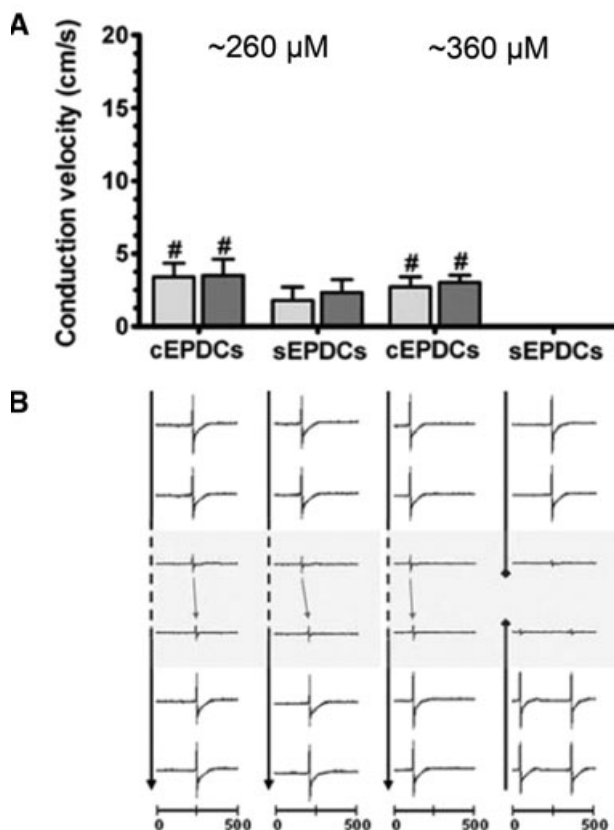 A
~260 µM
~360 µM
Conduction velocity (cm/s)
20
15
10
5
0
# # # #
cEPDCs sEPDCs cEPDCs sEPDCs
B
0 500 0 500 0 500 0 500